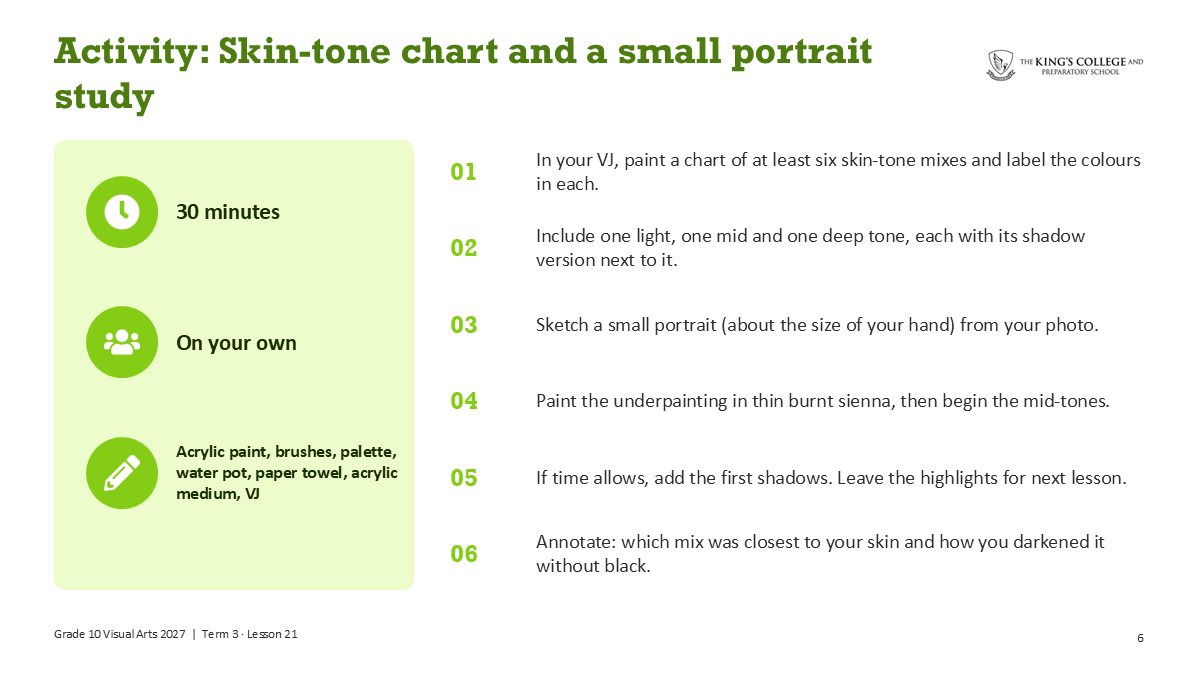 Activity: Skin-tone chart and a small portrait
study
THE KING'S COLLEGE AND
PREPARATORY SCHOOL
30 minutes
On your own
Acrylic paint, brushes, palette,
water pot, paper towel, acrylic
medium, VJ
01
In your VJ, paint a chart of at least six skin-tone mixes and label the colours
in each.
02
Include one light, one mid and one deep tone, each with its shadow
version next to it.
03
Sketch a small portrait (about the size of your hand) from your photo.
04
Paint the underpainting in thin burnt sienna, then begin the mid-tones.
05
If time allows, add the first shadows. Leave the highlights for next lesson.
06
Annotate: which mix was closest to your skin and how you darkened it
without black.
Grade 10 Visual Arts 2027 | Term 3 · Lesson 21
6